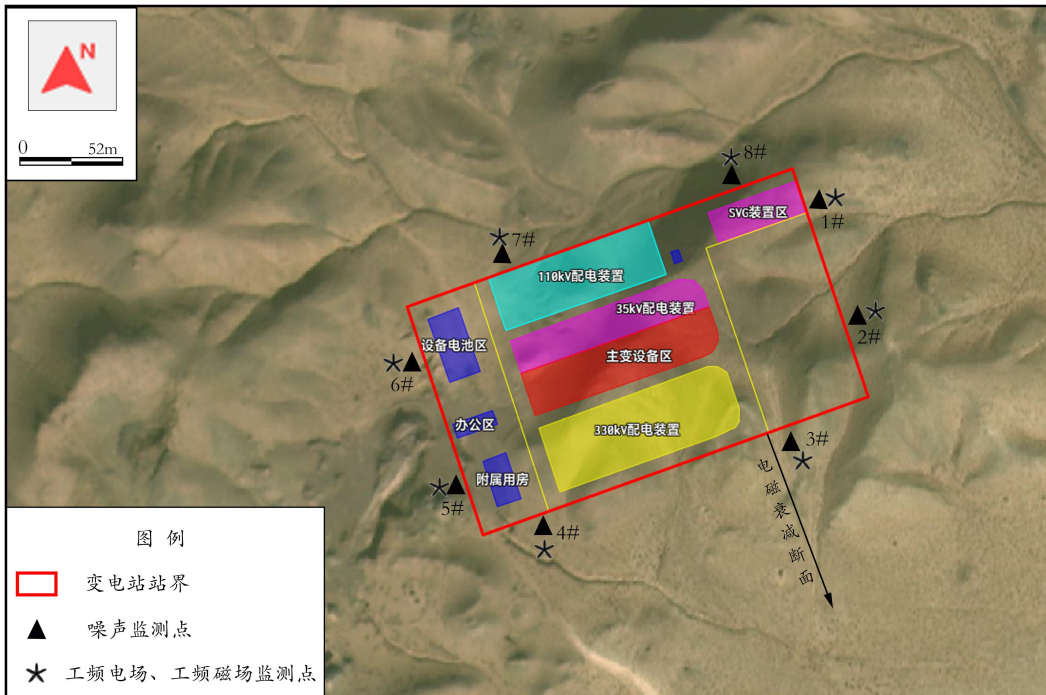 N
0 52m
8#
SVG装置区
1#
7#
110kV配电装置
35kV配电装置
2#
设备电池区
主变设备区
6#
办公区
330kV配电装置
3#
附属用房
电磁衰减断面
5#
4#
图例
变电站站界
噪声监测点
工频电场、工频磁场监测点